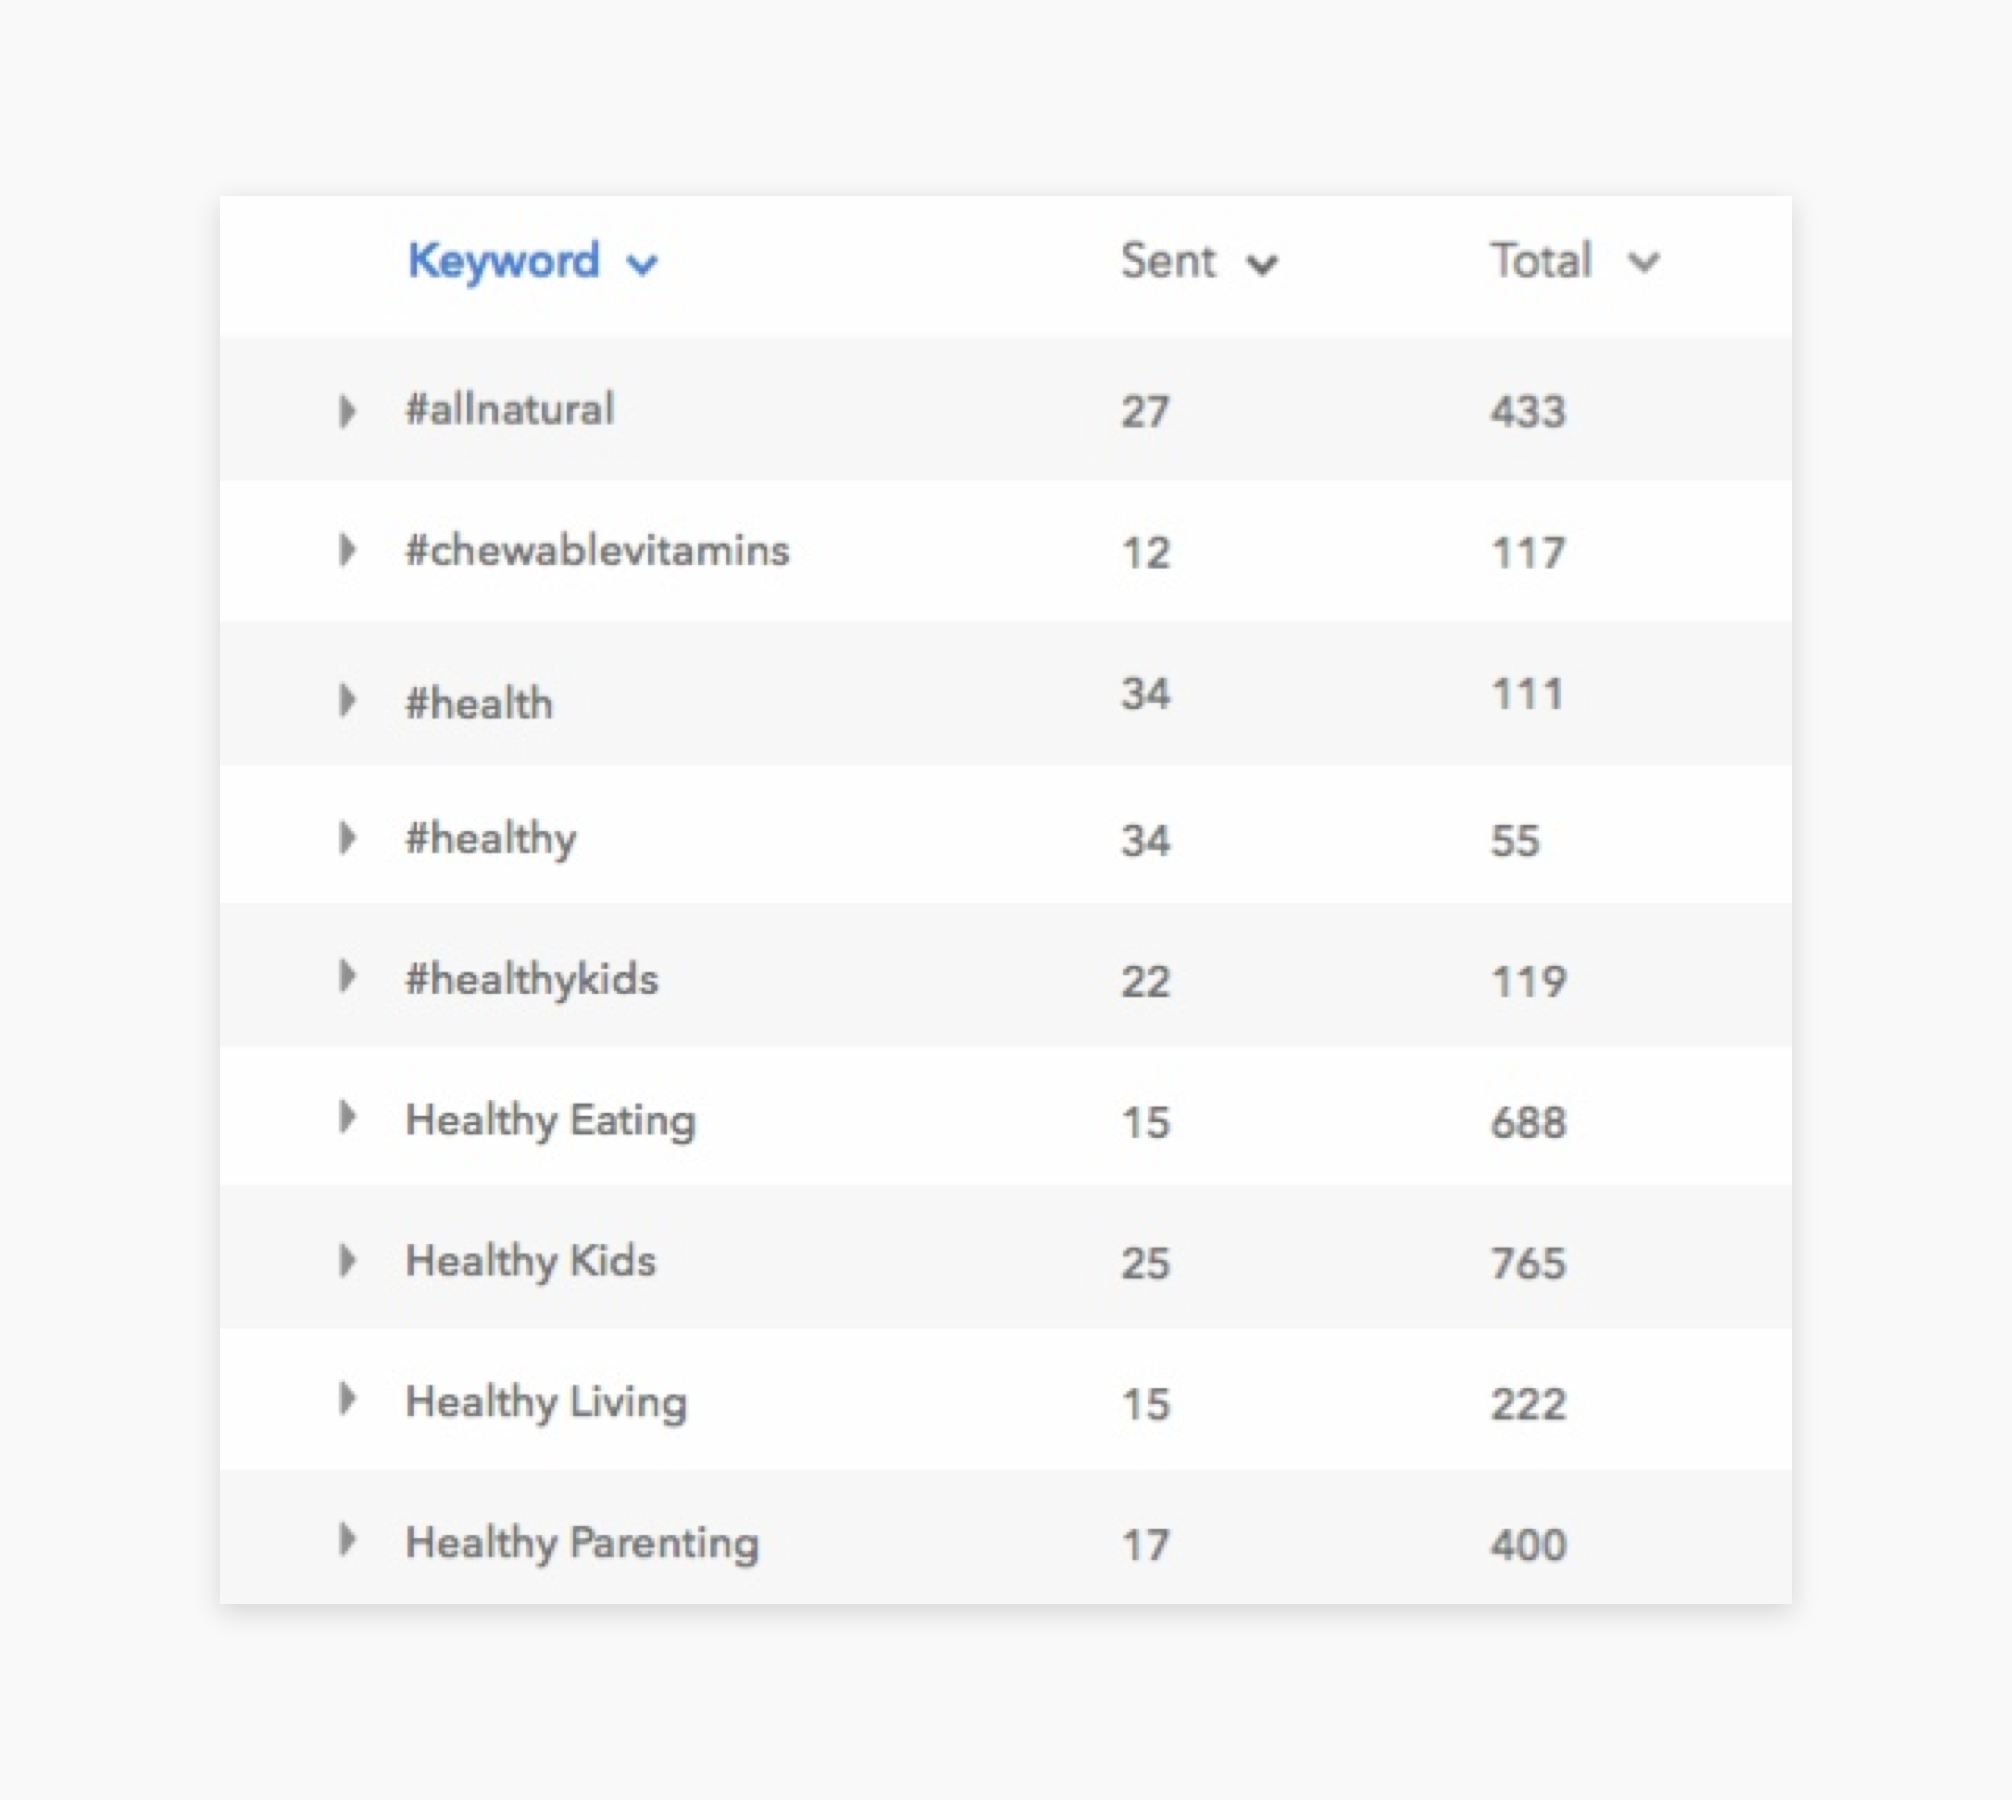 Keyword Sent Total
#allnatural 27 433
#chewablevitamins 12 117
#health 34 111
#healthy 34 55
#healthykids 22 119
Healthy Eating 15 688
Healthy Kids 25 765
Healthy Living 15 222
Healthy Parenting 17 400